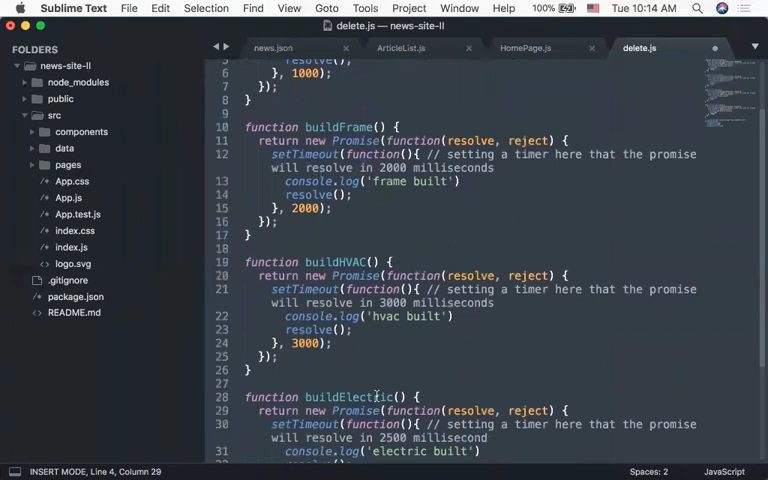 Sublime Text File Edit Selection Find View Goto Tools Project Window Help 100% Tue 10:14 AM
delete.js — news-site-II
FOLDERS
news-site-II
node_modules
public
src
components
data
pages
App.css
App.js
App.test.js
index.css
index.js
logo.svg
.gitignore
package.json
README.md
news.json ArticleList.js HomePage.js delete.js
5 resolve();
6 }, 1000);
7 });
8 }
9
10 function buildFrame() {
11 return new Promise(function(resolve, reject) {
12 setTimeout(function(){ // setting a timer here that the promise
will resolve in 2000 milliseconds
13 console.log('frame built')
14 resolve();
15 }, 2000);
16 });
17 }
18
19 function buildHVAC() {
20 return new Promise(function(resolve, reject) {
21 setTimeout(function(){ // setting a timer here that the promise
will resolve in 3000 milliseconds
22 console.log('hvac built')
23 resolve();
24 }, 3000);
25 });
26 }
27
28 function buildElectric() {
29 return new Promise(function(resolve, reject) {
30 setTimeout(function(){ // setting a timer here that the promise
will resolve in 2500 millisecond
31 console.log('electric built')
INSERT MODE, Line 4, Column 29 Spaces: 2 JavaScript